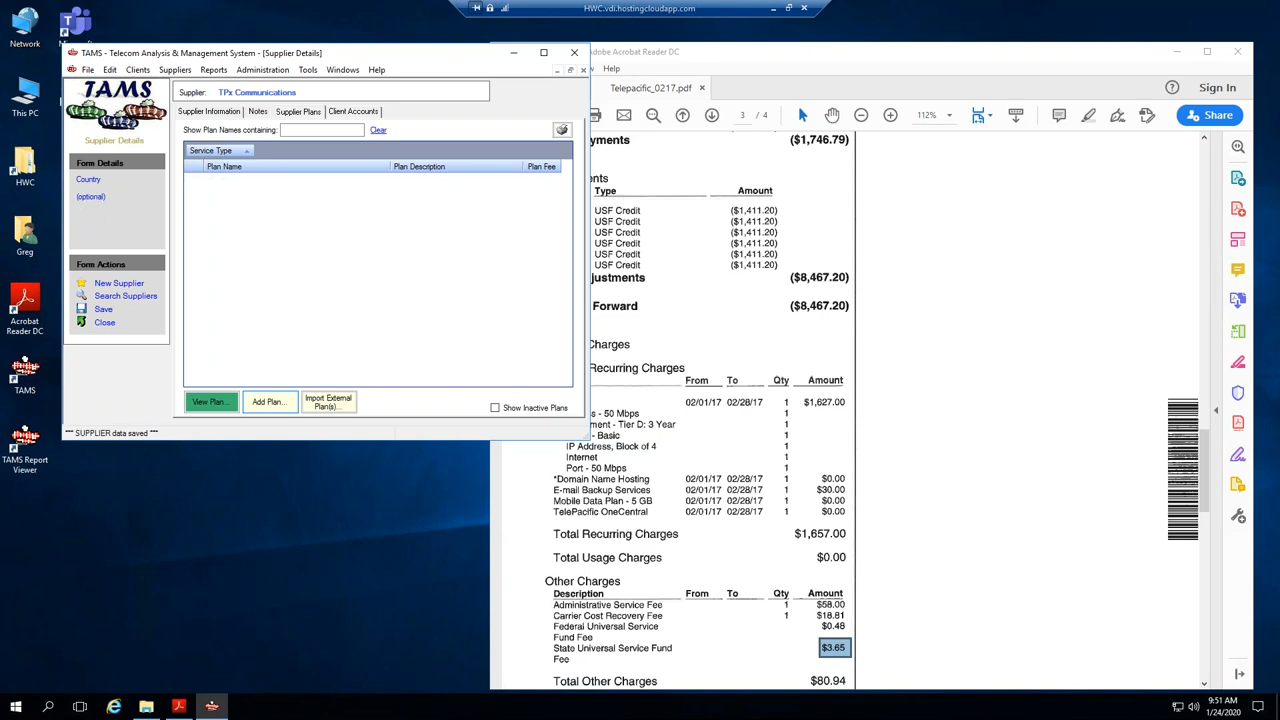 HWC.vdi.hostingcloudapp.com
Network
This PC
HWC
Greg
Acrobat
Reader DC
TAMS
TAMS Report
Viewer
TAMS - Telecom Analysis & Management System - [Supplier Details]
File Edit Clients Suppliers Reports Administration Tools Windows Help
TAMS
Supplier Details
Form Details
Country
(optional)
Form Actions
New Supplier
Search Suppliers
Save
Close
Supplier: TPx Communications
Supplier Information Notes Supplier Plans Client Accounts
Show Plan Names containing: Clear
Service Type
Plan Name Plan Description Plan Fee
View Plan... Add Plan... Import External
Plan(s)...
Show Inactive Plans
*** SUPPLIER data saved ***
Adobe Acrobat Reader DC
Help
Telepacific_0217.pdf
Sign In
3 / 4
112%
Share
yments ($1,746.79)
ents
Type Amount
USF Credit ($1,411.20)
USF Credit ($1,411.20)
USF Credit ($1,411.20)
USF Credit ($1,411.20)
USF Credit ($1,411.20)
USF Credit ($1,411.20)
justments ($8,467.20)
Forward ($8,467.20)
Charges
Recurring Charges
From To Qty Amount
02/01/17 02/28/17 1 $1,627.00
s - 50 Mbps 1
ment - Tier D: 3 Year 1
- Basic 1
IP Address, Block of 4 1
Internet 1
Port - 50 Mbps 1
*Domain Name Hosting 02/01/17 02/28/17 1 $0.00
E-mail Backup Services 02/01/17 02/28/17 1 $30.00
Mobile Data Plan - 5 GB 02/01/17 02/28/17 1 $0.00
TelePacific OneCentral 02/01/17 02/28/17 1 $0.00
Total Recurring Charges $1,657.00
Total Usage Charges $0.00
Other Charges
Description From To Qty Amount
Administrative Service Fee 1 $58.00
Carrier Cost Recovery Fee 1 $18.81
Federal Universal Service $0.48
Fund Fee
State Universal Service Fund $3.65
Fee
Total Other Charges $80.94
9:51 AM
1/24/2020